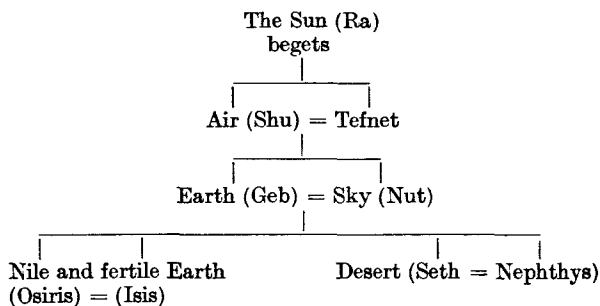 The Sun (Ra)
begets
Air (Shu) = Tefnet
Earth (Geb) = Sky (Nut)
Nile and fertile Earth Desert (Seth = Nephthys)
(Osiris) = (Isis)